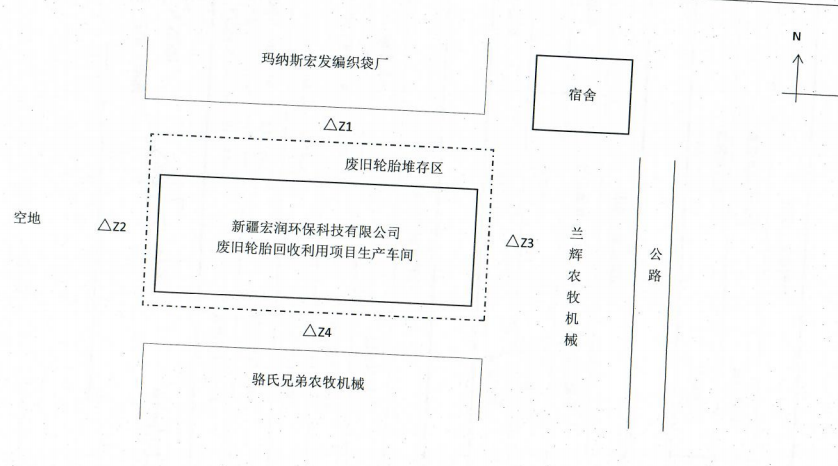 N
玛纳斯宏发编织袋厂
宿舍
△Z1
废旧轮胎堆存区
空地
△Z2
新疆宏润环保科技有限公司
废旧轮胎回收利用项目生产车间
△Z3
兰辉农牧机械
公路
△Z4
骆氏兄弟农牧机械